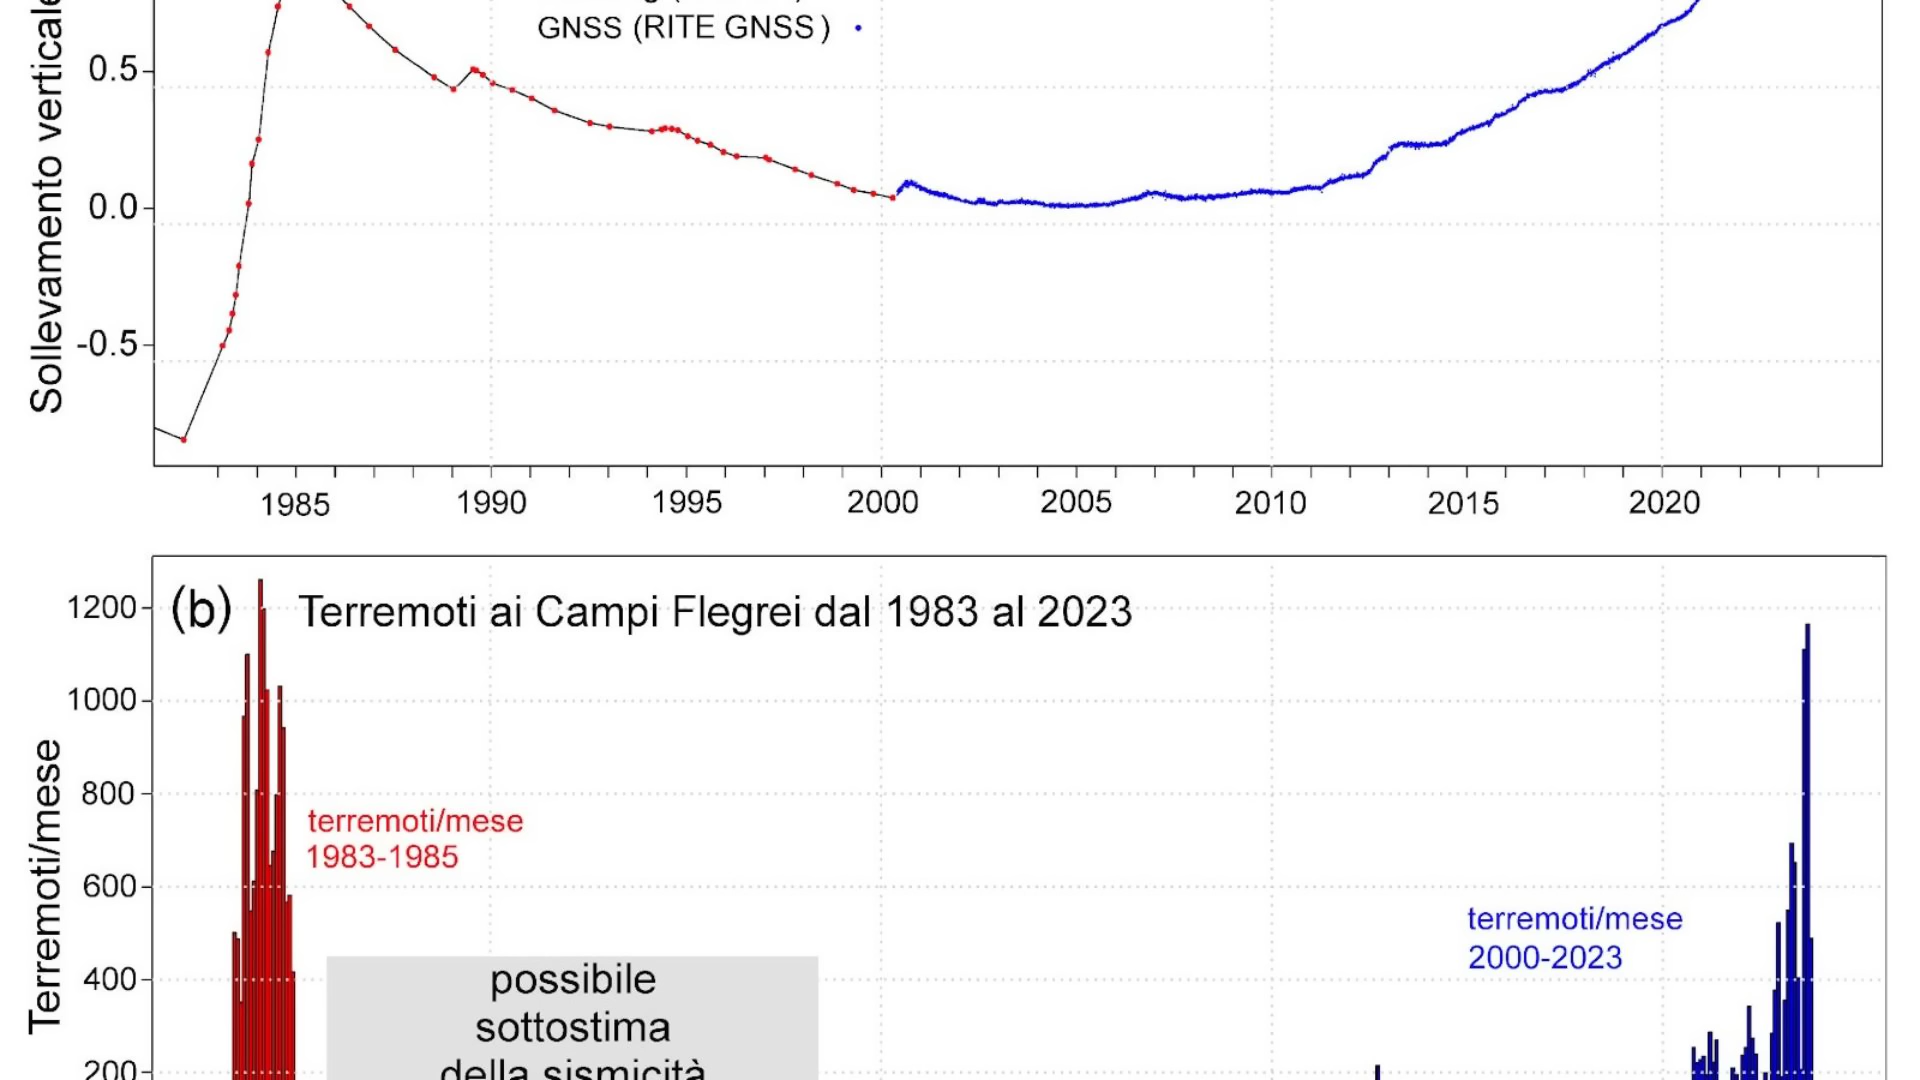 Sollevamento verticale
GNSS (RITE GNSS)
0.5
0.0
-0.5
1985 1990 1995 2000 2005 2010 2015 2020
(b) Terremoti ai Campi Flegrei dal 1983 al 2023
Terremoti/mese
1200
1000
800
600
400
200
terremoti/mese
1983-1985
terremoti/mese
2000-2023
possibile
sottostima
della sismicità